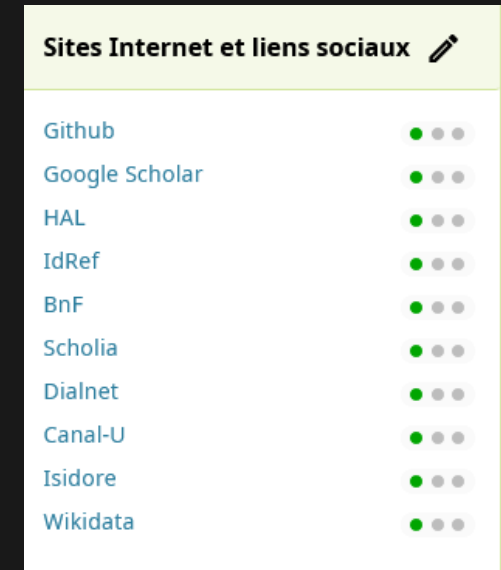 Sites Internet et liens sociaux
Github
Google Scholar
HAL
IdRef
BnF
Scholia
Dialnet
Canal-U
Isidore
Wikidata